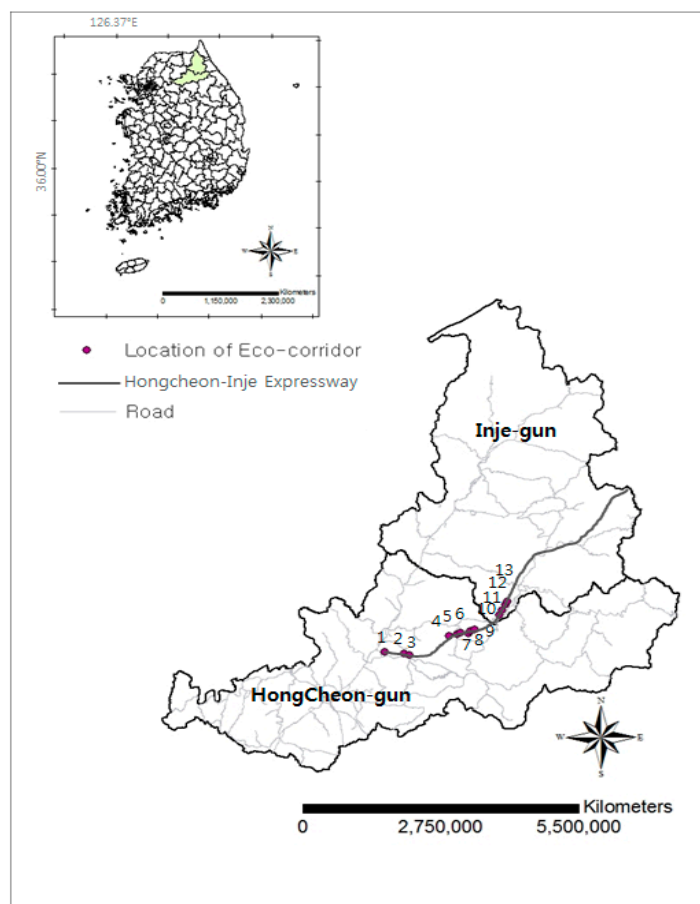 126.37°E
36.00°N
N
W E
S
Kilometers
0 1,150,000 2,300,000
Location of Eco-corridor
Hongcheon-Inje Expressway
Road
Inje-gun
13
12
11
10
9
4 5 6
7 8
1 2 3
HongCheon-gun
N
W E
S
Kilometers
0 2,750,000 5,500,000